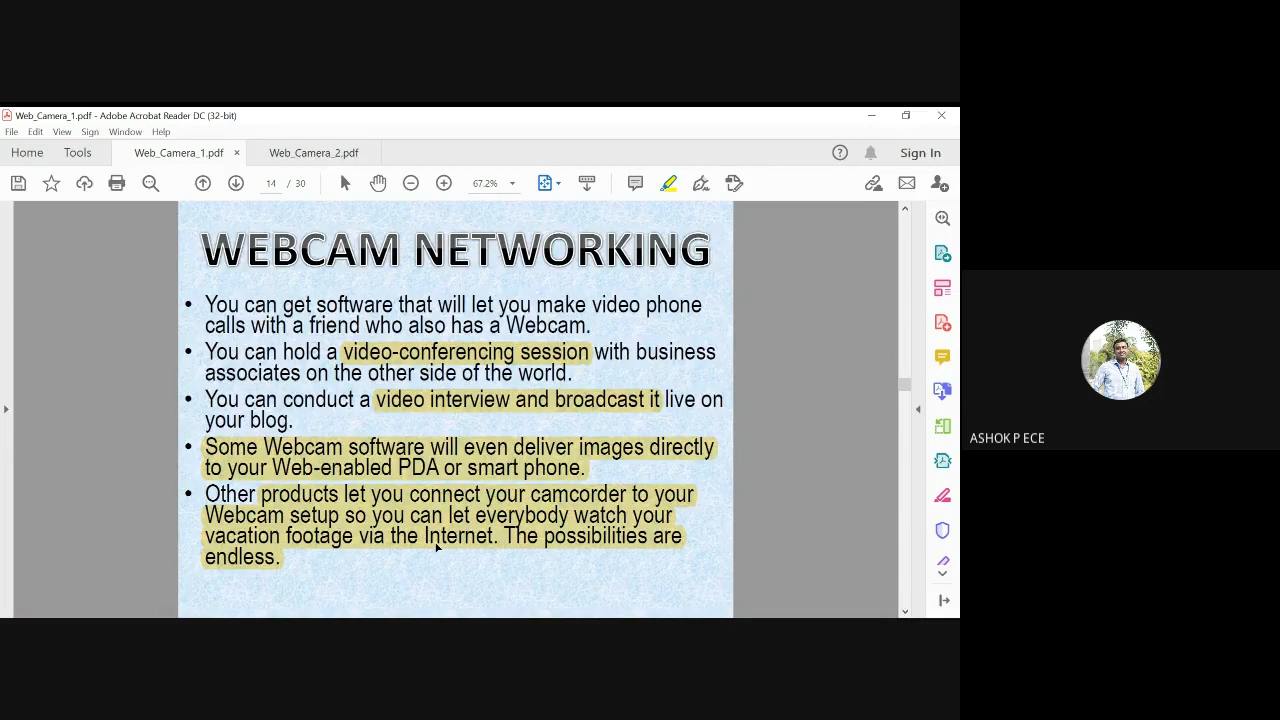 Web_Camera_1.pdf - Adobe Acrobat Reader DC (32-bit)
File Edit View Sign Window Help
Home Tools Web_Camera_1.pdf × Web_Camera_2.pdf Sign In
14 / 30 67.2%
WEBCAM NETWORKING
• You can get software that will let you make video phone
calls with a friend who also has a Webcam.
• You can hold a video-conferencing session with business
associates on the other side of the world.
• You can conduct a video interview and broadcast it live on
your blog.
• Some Webcam software will even deliver images directly
to your Web-enabled PDA or smart phone.
• Other products let you connect your camcorder to your
Webcam setup so you can let everybody watch your
vacation footage via the Internet. The possibilities are
endless.
ASHOK P ECE